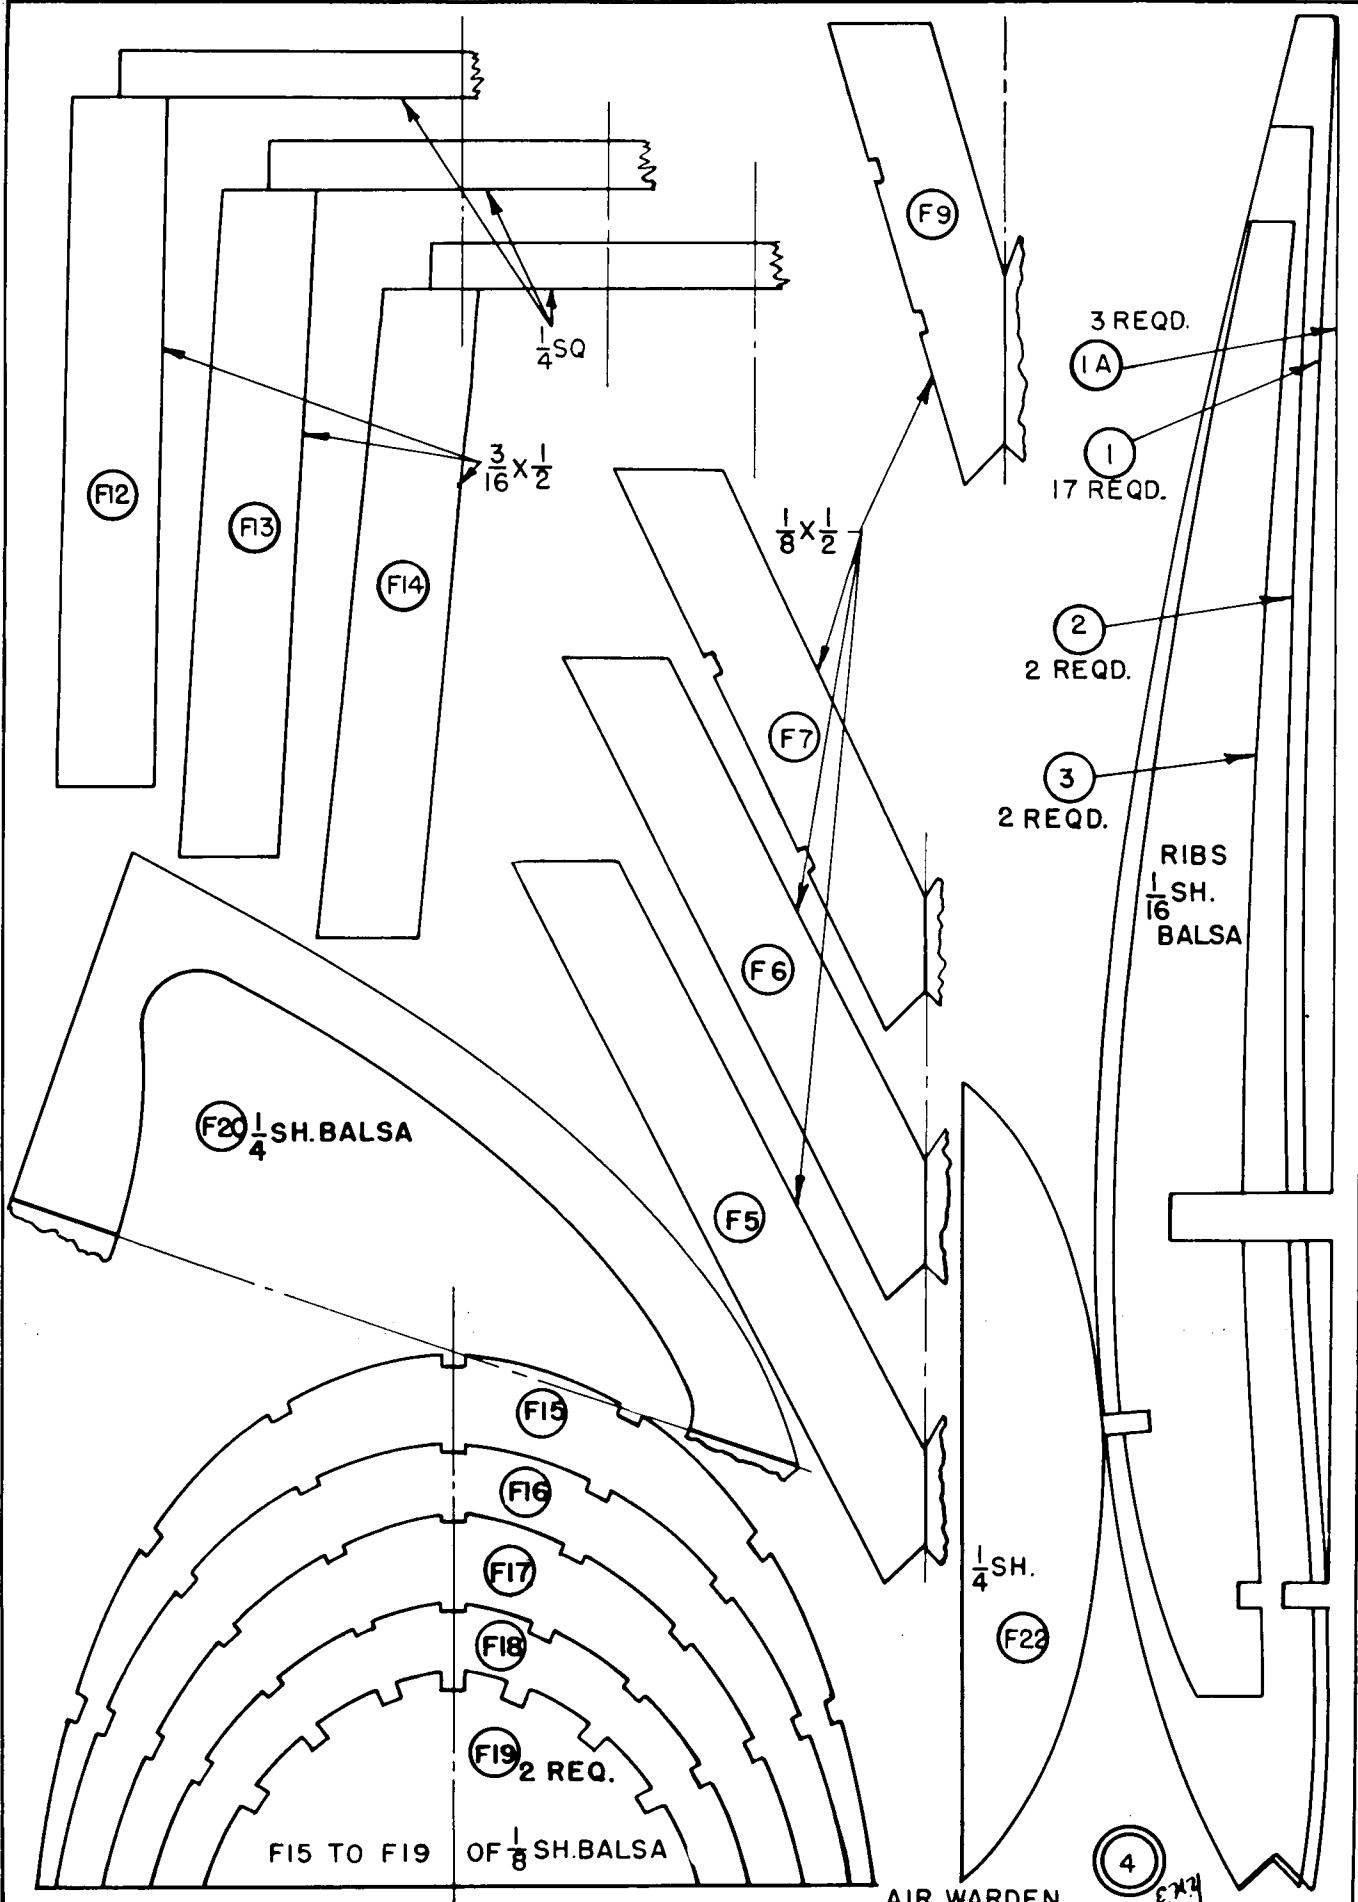 F9
3 REQD.
1A
1
17 REQD.
1/4 SQ
3/16 X 1/2
F12
F13
F14
1/8 X 1/2
2
2 REQD.
F7
3
2 REQD.
RIBS
1/16 SH.
BALSA
F6
F20 1/4 SH. BALSA
F5
F15
F16
F17
1/4 SH.
F18
F22
F19 2 REQ.
F15 TO F19 OF 1/8 SH. BALSA
4
AIR WARDEN